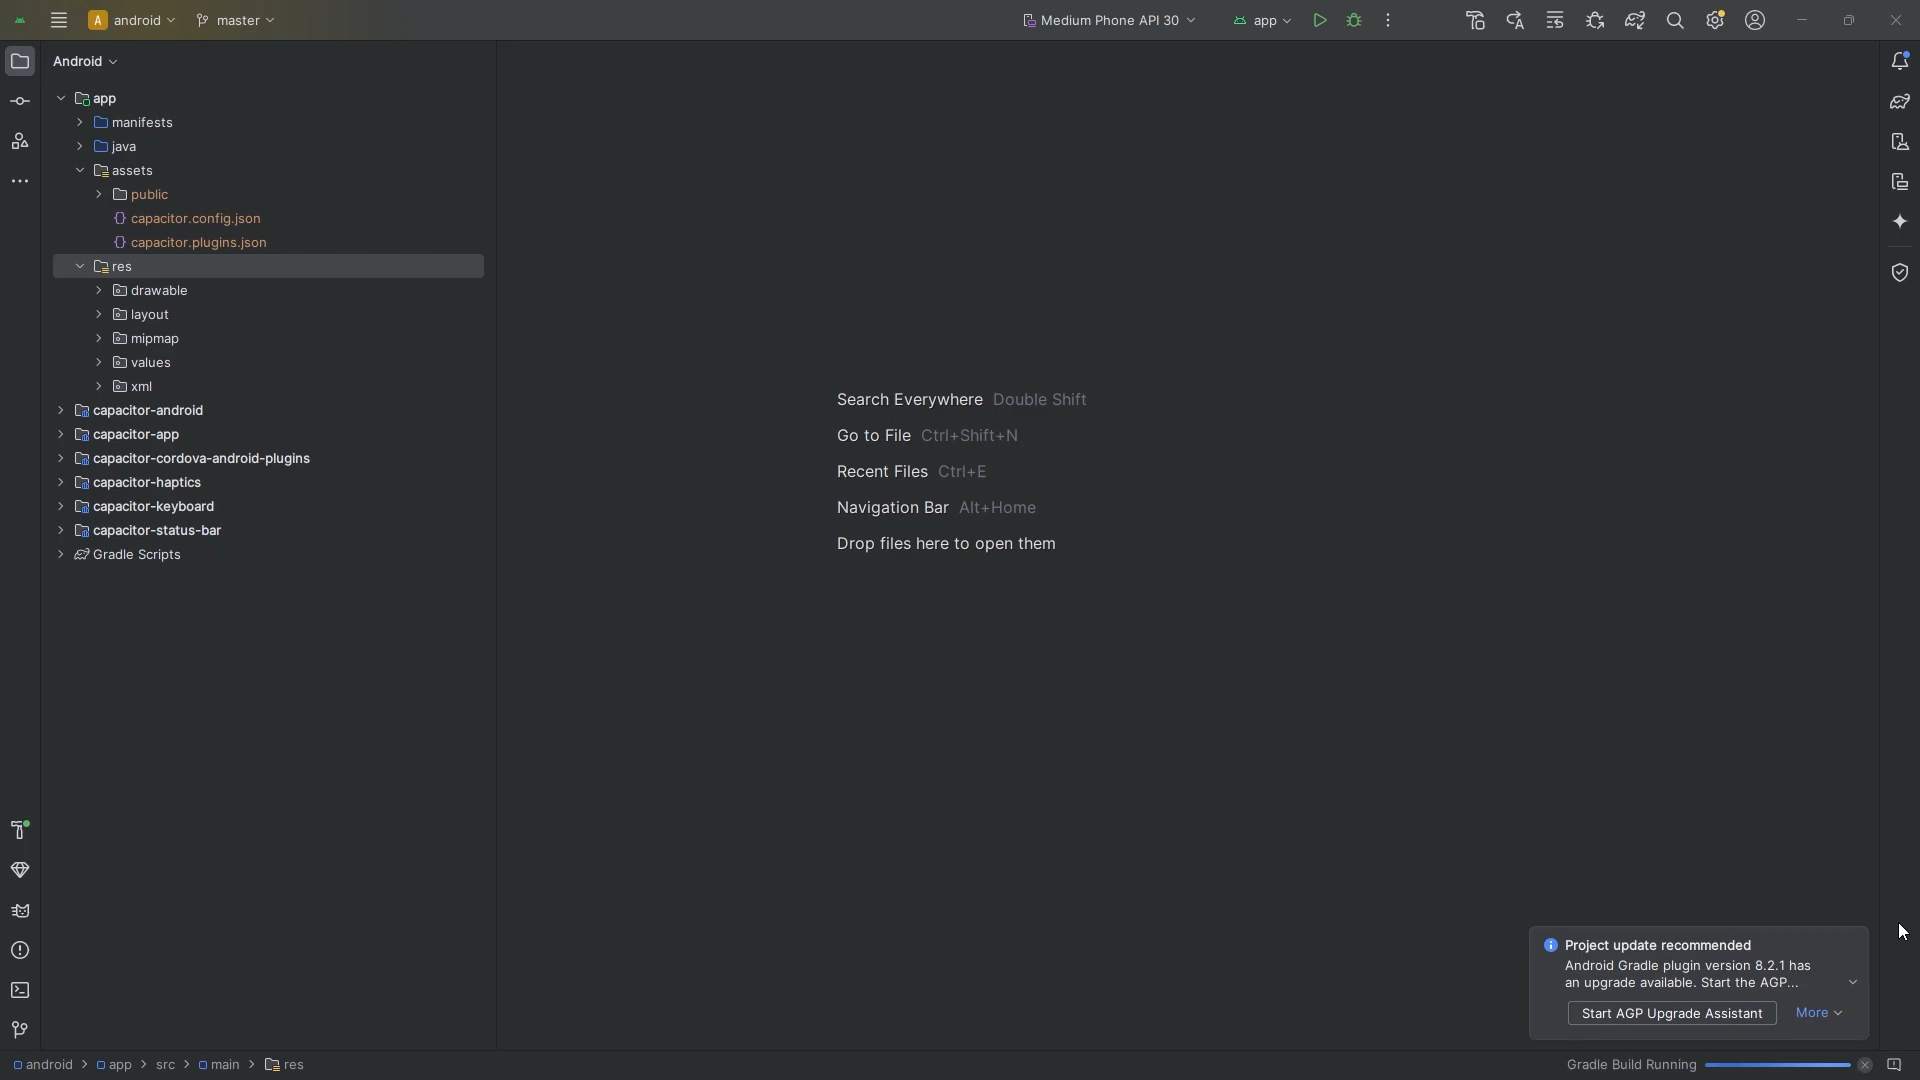 A android master Medium Phone API 30 app
Android
app
manifests
java
assets
public
capacitor.config.json
capacitor.plugins.json
res
drawable
layout
mipmap
values
xml
capacitor-android
capacitor-app
capacitor-cordova-android-plugins
capacitor-haptics
capacitor-keyboard
capacitor-status-bar
Gradle Scripts
Search Everywhere Double Shift
Go to File Ctrl+Shift+N
Recent Files Ctrl+E
Navigation Bar Alt+Home
Drop files here to open them
Project update recommended
Android Gradle plugin version 8.2.1 has
an upgrade available. Start the AGP...
Start AGP Upgrade Assistant More
android > app > src > main > res
Gradle Build Running